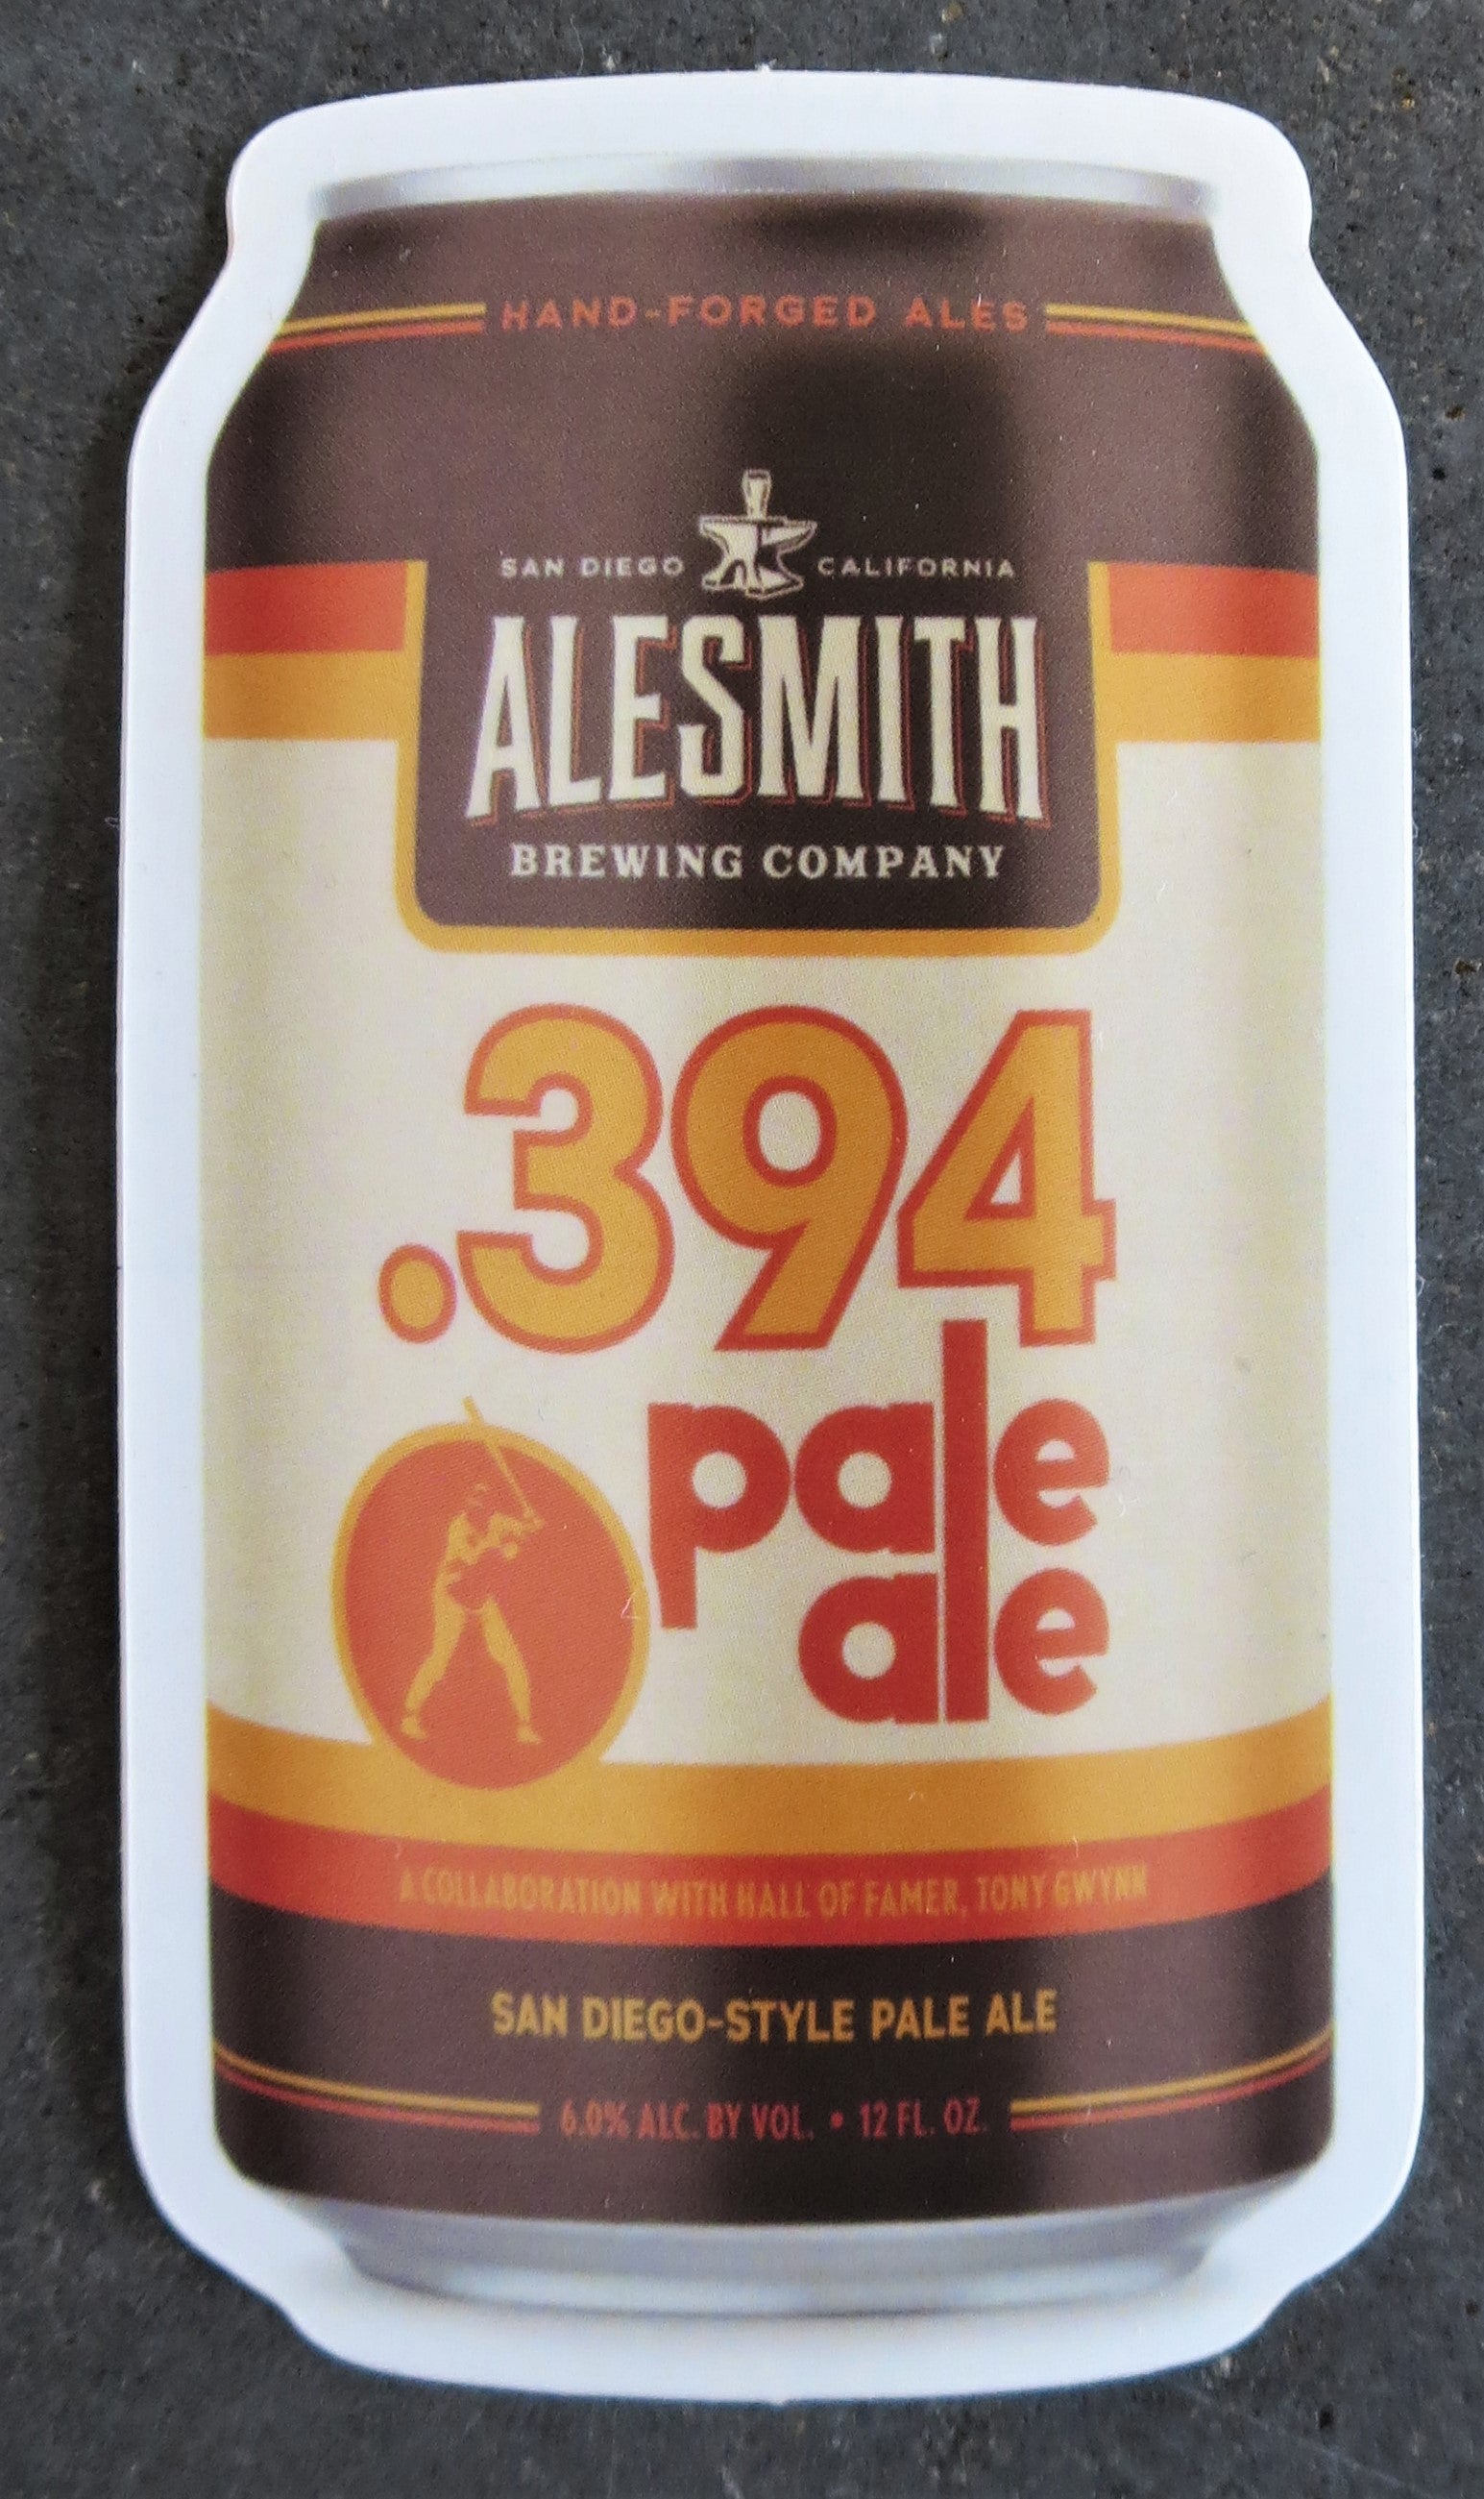 HAND-FORGED ALES
SAN DIEGO CALIFORNIA
ALESMITH
BREWING COMPANY
.394
pale
ale
A COLLABORATION WITH HALL OF FAMER, TONY GWYNN
SAN DIEGO-STYLE PALE ALE
6.0% ALC. BY VOL. • 12 FL. OZ.